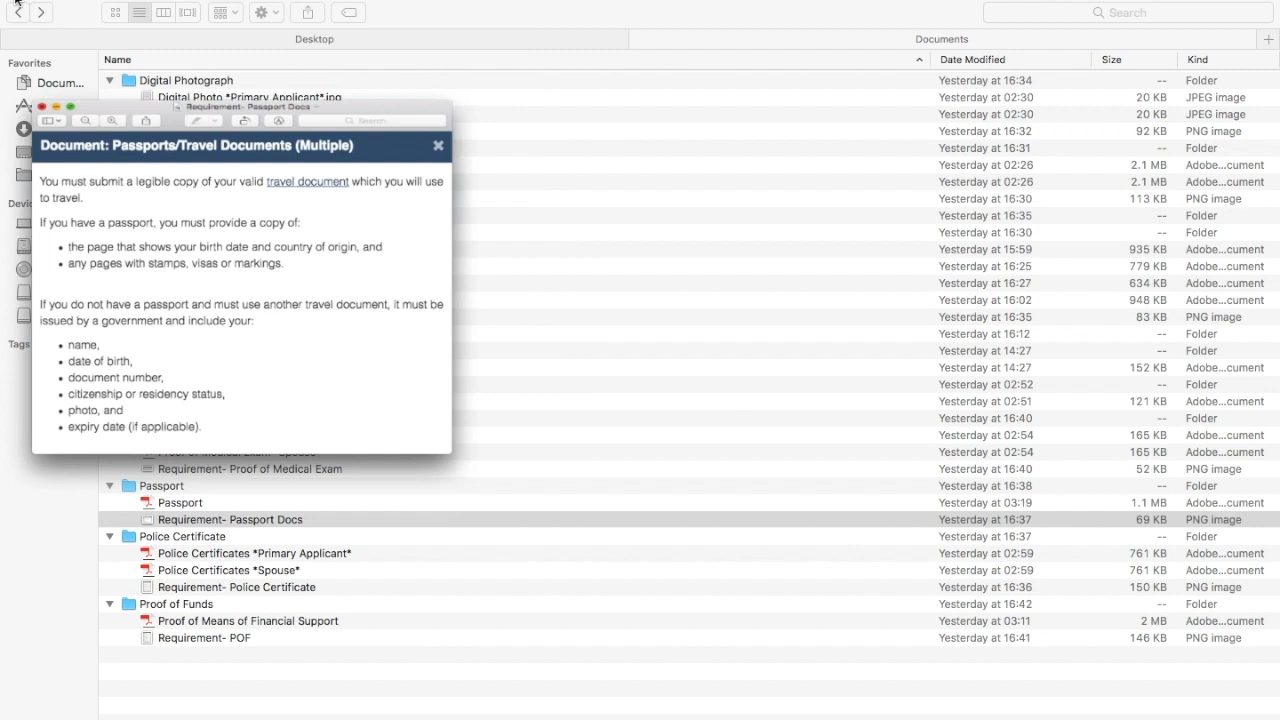 Search
Desktop
Documents
Favorites
Docum...
Devi
Tags
Name
Date Modified
Size
Kind
Digital Photograph
Yesterday at 16:34
--
Folder
Digital Photo *Primary Applicant*.jpg
Yesterday at 02:30
20 KB
JPEG image
Yesterday at 02:30
20 KB
JPEG image
Yesterday at 16:32
92 KB
PNG image
Yesterday at 16:31
--
Folder
Yesterday at 02:26
2.1 MB
Adobe...cument
Yesterday at 02:26
2.1 MB
Adobe...cument
Yesterday at 16:30
113 KB
PNG image
Yesterday at 16:35
--
Folder
Yesterday at 16:30
--
Folder
Yesterday at 15:59
935 KB
Adobe...cument
Yesterday at 16:25
779 KB
Adobe...cument
Yesterday at 16:27
634 KB
Adobe...cument
Yesterday at 16:02
948 KB
Adobe...cument
Yesterday at 16:35
83 KB
PNG image
Yesterday at 16:12
--
Folder
Yesterday at 14:27
--
Folder
Yesterday at 14:27
152 KB
Adobe...cument
Yesterday at 02:52
--
Folder
Yesterday at 02:51
121 KB
Adobe...cument
Yesterday at 16:40
--
Folder
Yesterday at 02:54
165 KB
Adobe...cument
Proof of Medical Exam *Spouse*
Yesterday at 02:54
165 KB
Adobe...cument
Requirement- Proof of Medical Exam
Yesterday at 16:40
52 KB
PNG image
Passport
Yesterday at 16:38
--
Folder
Passport
Yesterday at 03:19
1.1 MB
Adobe...cument
Requirement- Passport Docs
Yesterday at 16:37
69 KB
PNG image
Police Certificate
Yesterday at 16:37
--
Folder
Police Certificates *Primary Applicant*
Yesterday at 02:59
761 KB
Adobe...cument
Police Certificates *Spouse*
Yesterday at 02:59
761 KB
Adobe...cument
Requirement- Police Certificate
Yesterday at 16:36
150 KB
PNG image
Proof of Funds
Yesterday at 16:42
--
Folder
Proof of Means of Financial Support
Yesterday at 03:11
2 MB
Adobe...cument
Requirement- POF
Yesterday at 16:41
146 KB
PNG image
Requirement- Passport Docs
Search
Document: Passports/Travel Documents (Multiple)
You must submit a legible copy of your valid travel document which you will use
to travel.
If you have a passport, you must provide a copy of:
• the page that shows your birth date and country of origin, and
• any pages with stamps, visas or markings.
If you do not have a passport and must use another travel document, it must be
issued by a government and include your:
• name,
• date of birth,
• document number,
• citizenship or residency status,
• photo, and
• expiry date (if applicable).